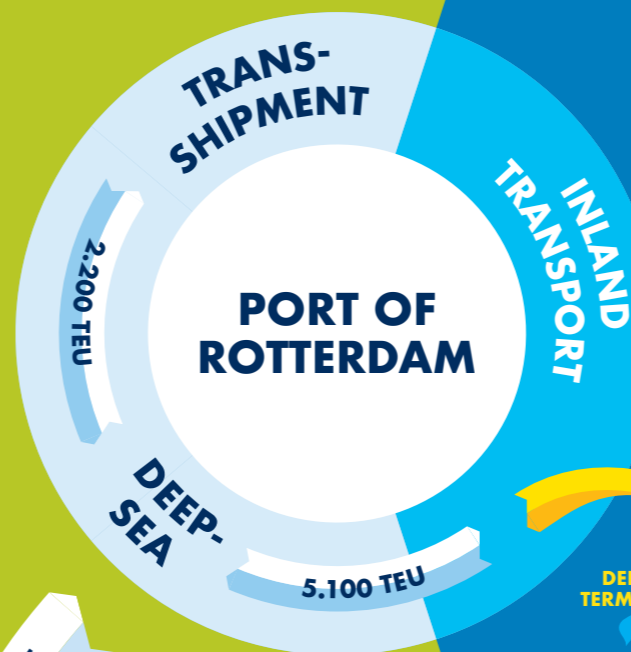 TRANS-
SHIPMENT
INLAND
TRANSPORT
2.200 TEU
PORT OF
ROTTERDAM
DEEP-
SEA
5.100 TEU